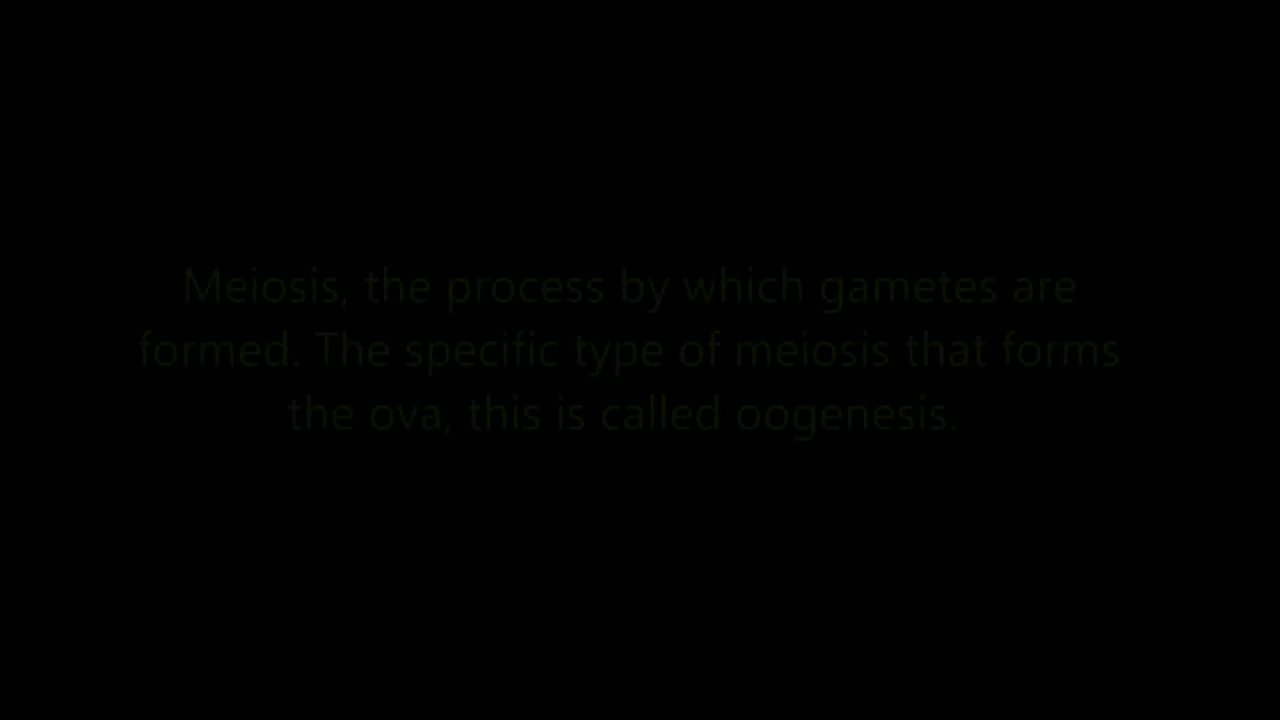 Meiosis, the process by which gametes are
formed. The specific type of meiosis that forms
the ova, this is called oogenesis.